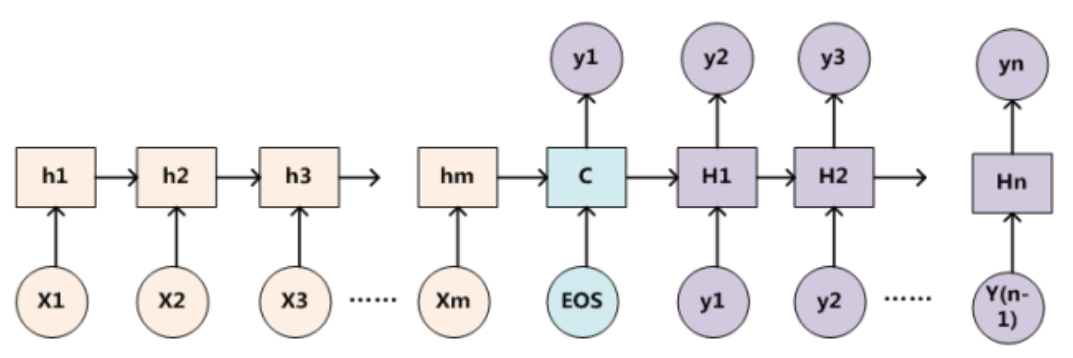 y1 y2 y3 yn
h1 h2 h3 hm C H1 H2 Hn
X1 X2 X3 ...... Xm EOS y1 y2 ...... Y(n-
1)